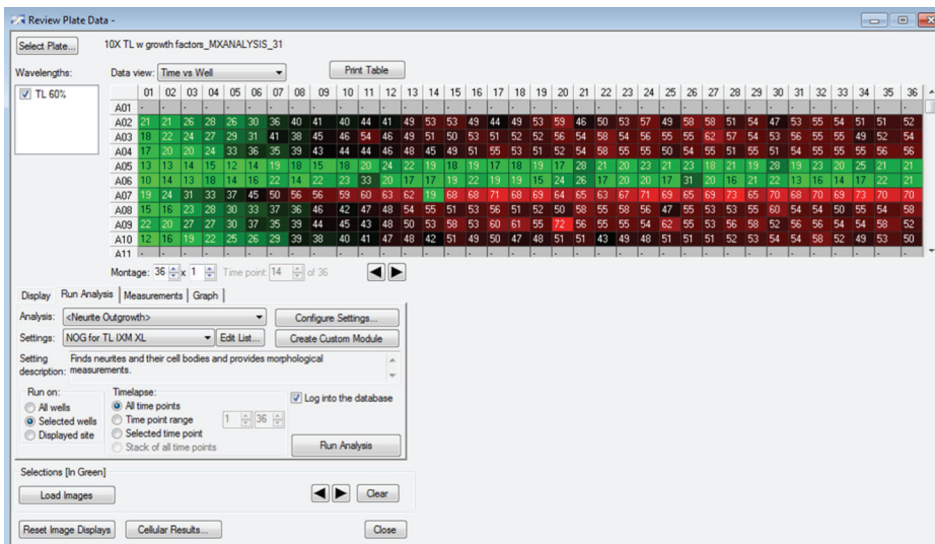 Review Plate Data -
Select Plate... 10X TL w growth factors_MXANALYSIS_31
Wavelengths: Data view: Time vs Well Print Table
TL 60%
01 02 03 04 05 06 07 08 09 10 11 12 13 14 15 16 17 18 19 20 21 22 23 24 25 26 27 28 29 30 31 32 33 34 35 36
A01 - - - - - - - - - - - - - - - - - - - - - - - - - - - - - - - - - - - -
A02 21 21 26 28 26 30 36 40 41 40 44 41 49 53 53 49 44 49 53 59 46 50 53 57 49 58 58 51 54 47 53 55 54 51 51 52
A03 18 22 24 27 29 31 41 38 45 46 54 46 49 51 50 53 51 52 52 56 54 58 54 56 55 55 62 57 54 53 56 55 55 49 52 54
A04 17 20 20 24 33 36 35 39 43 44 44 46 48 45 49 51 55 53 51 52 54 58 55 55 50 54 55 51 55 51 54 55 55 55 56 56
A05 13 13 14 15 12 14 19 18 15 18 20 24 22 19 18 19 17 18 19 17 28 21 20 23 21 23 18 21 19 28 19 23 20 25 21 21
A06 10 14 13 18 14 16 22 14 22 23 33 20 17 17 19 22 19 19 15 24 26 17 20 20 17 31 20 16 21 22 13 16 14 17 22 21
A07 19 24 31 33 37 45 50 56 56 59 60 63 62 19 68 68 71 68 69 64 65 63 67 71 69 65 69 73 65 70 68 70 69 73 70 70
A08 15 16 23 28 30 33 37 36 46 42 47 48 54 55 51 53 56 51 52 50 58 55 58 56 47 55 53 53 55 60 54 54 50 55 54 58
A09 22 20 27 27 30 37 35 39 44 45 43 48 50 53 58 53 60 61 55 72 56 55 55 54 62 55 53 56 58 52 56 56 54 54 58 52
A10 12 16 19 22 25 26 29 39 38 40 41 47 48 42 51 49 50 47 48 51 51 43 49 48 51 51 51 52 53 54 54 58 52 49 53 50
A11 - - - - - - - - - - - - - - - - - - - - - - - - - - - - - - - - - - - -
Montage: 36 x 1 Time point: 14 of 36
Display Run Analysis Measurements Graph
Analysis: <Neurite Outgrowth> Configure Settings...
Settings: NOG for TL IXM XL Edit List... Create Custom Module
Setting description: Finds neurites and their cell bodies and provides morphological
measurements.
Run on: Timelapse:
All wells All time points Log into the database
Selected wells Time point range 1 36
Displayed site Selected time point
Stack of all time points Run Analysis
Selections [In Green]
Load Images Clear
Reset Image Displays Cellular Results... Close